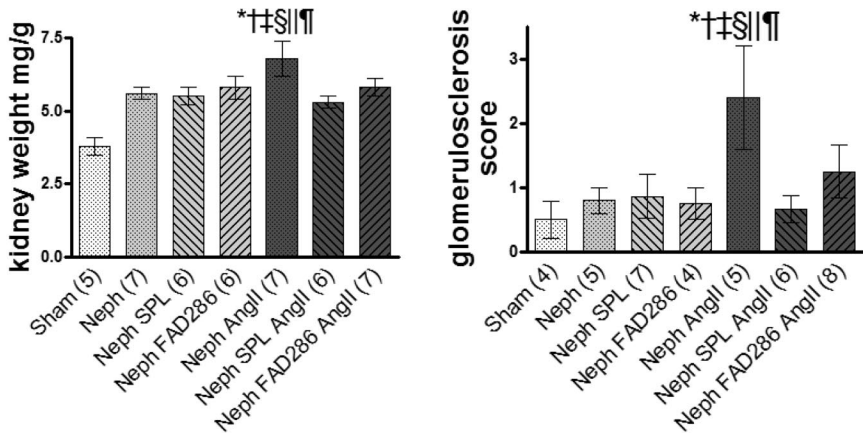 *†‡§||¶
kidney weight mg/g
7.5
5.0
2.5
0.0
Sham (5)
Neph (7)
Neph SPL (6)
Neph FAD286 (6)
Neph AngII (7)
Neph SPL AngII (6)
Neph FAD286 AngII (7)
*†‡§||¶
glomerulosclerosis
score
3
2
1
0
Sham (4)
Neph (5)
Neph SPL (7)
Neph FAD286 (4)
Neph AngII (5)
Neph SPL AngII (6)
Neph FAD286 AngII (8)